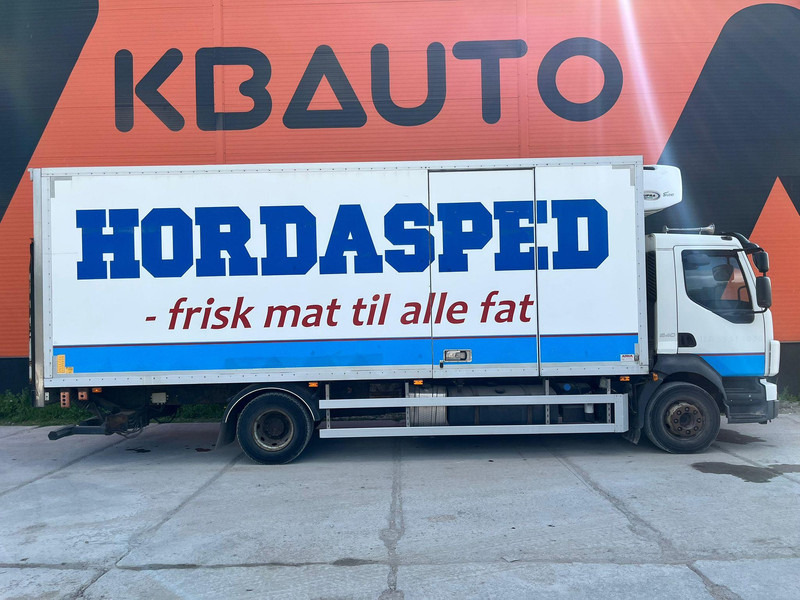 KBAUTO
HORDASPED
- frisk mat til alle fat